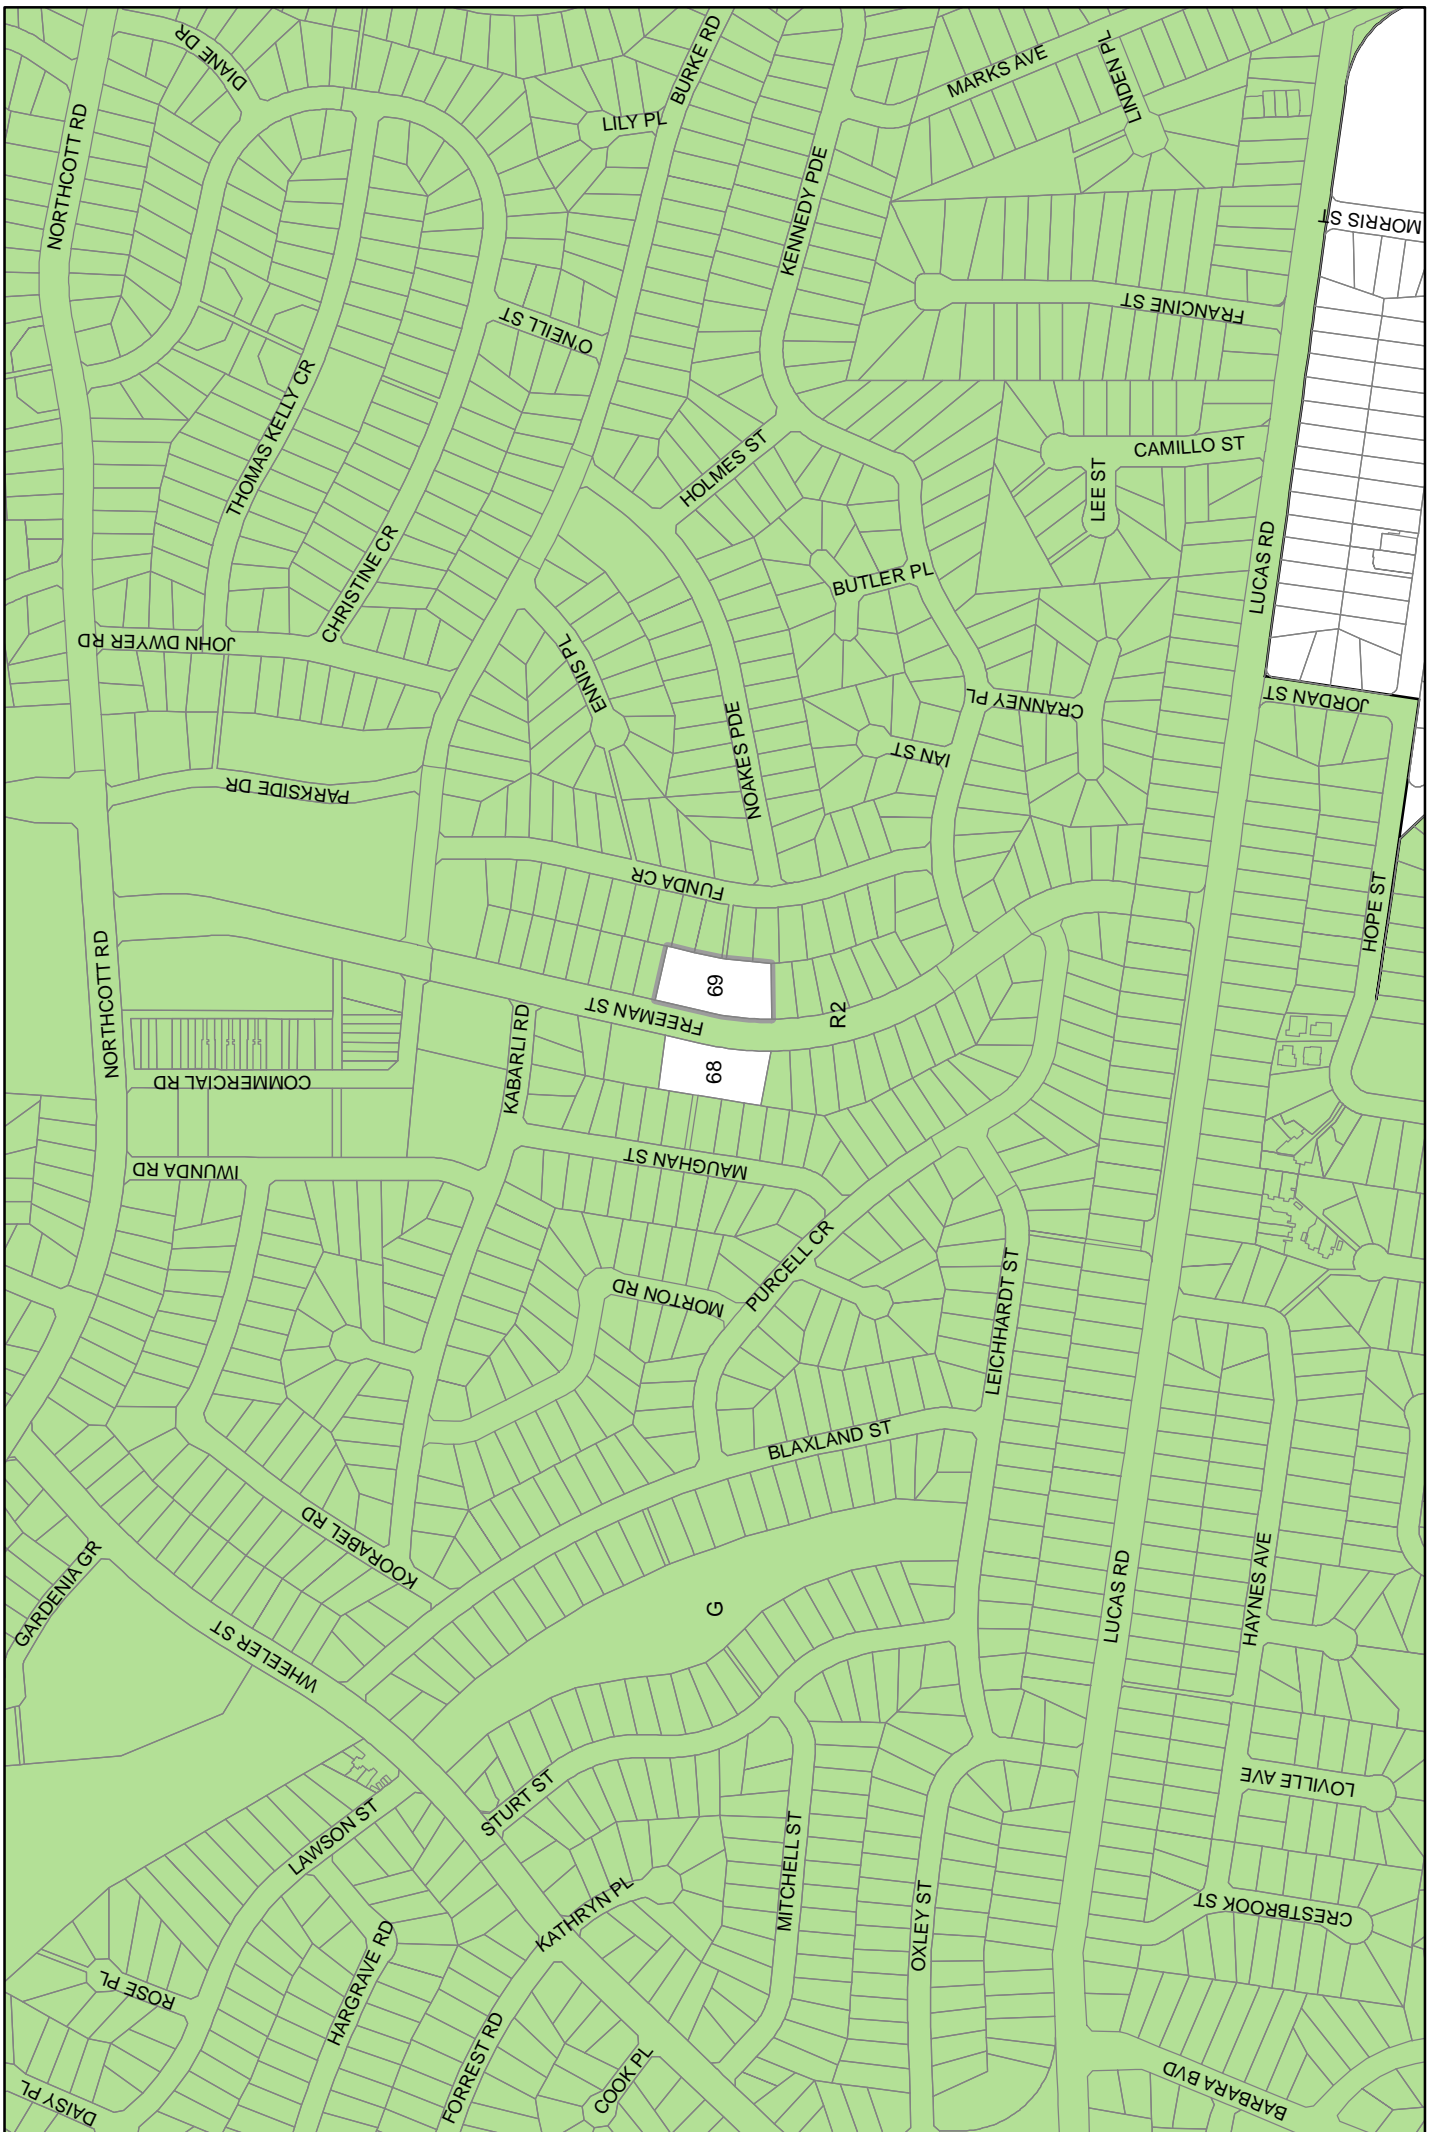 DIANE DR
BURKE RD
MARKS AVE
LINDEN PL
LILY PL
NORTHCOTT RD
KENNEDY PDE
MORRIS ST
FRANCINE ST
O'NEILL ST
THOMAS KELLY CR
HOLMES ST
CAMILLO ST
LEE ST
LUCAS RD
CHRISTINE CR
BUTLER PL
JOHN DWYER RD
ENNIS PL
CRANNEY PL
JORDAN ST
NOAKES PDE
IAN ST
PARKSIDE DR
FUNDA CR
HOPE ST
NORTHCOTT RD
69
FREEMAN ST
R2
KABARLI RD
68
COMMERCIAL RD
IWUNDA RD
MAUGHAN ST
PURCELL CR
MORTON RD
LEICHHARDT ST
BLAXLAND ST
KOORABEL RD
GARDENIA GR
WHEELER ST
G
LUCAS RD
HAYNES AVE
LOVILLE AVE
STURT ST
LAWSON ST
MITCHELL ST
KATHRYN PL
OXLEY ST
CRESTBROOK ST
HARGRAVE RD
ROSE PL
FORREST RD
COOK PL
BARBARA BVD
DAISY PL